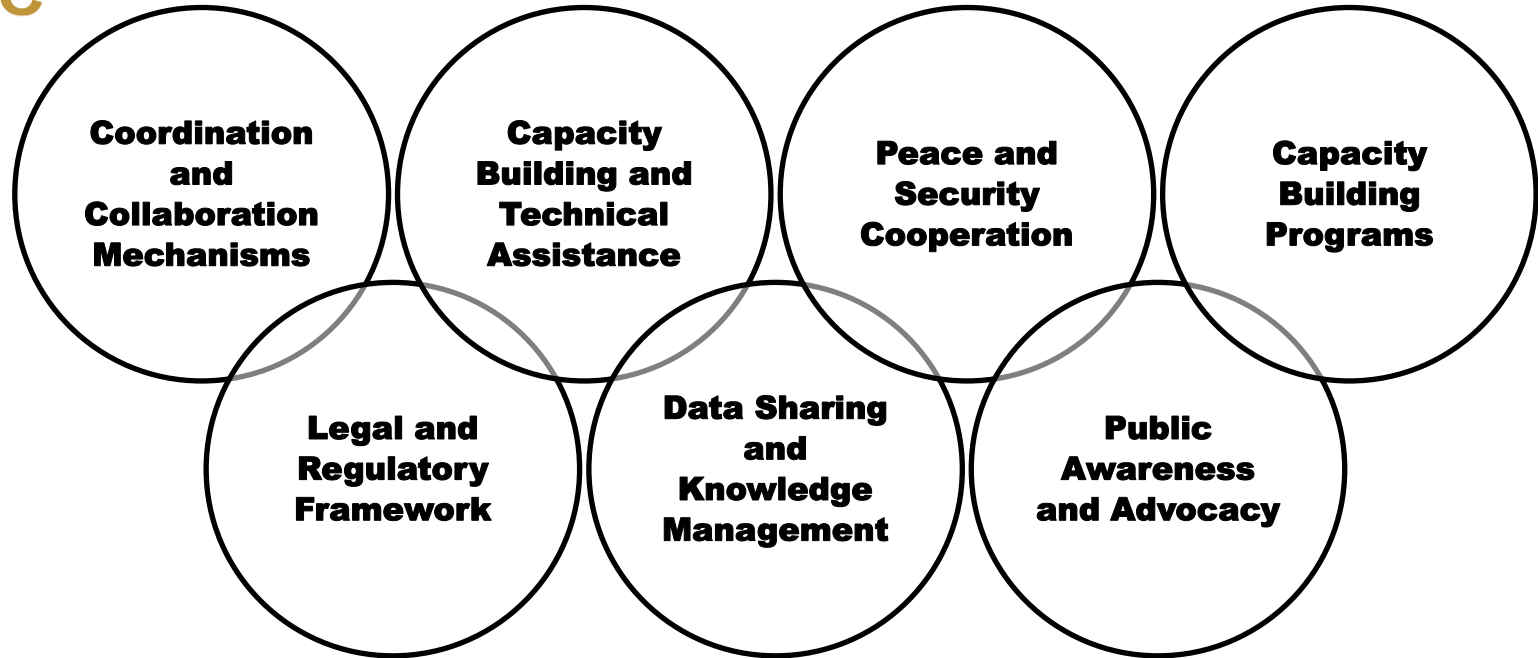 Coordination
and
Collaboration
Mechanisms
Capacity
Building and
Technical
Assistance
Peace and
Security
Cooperation
Capacity
Building
Programs
Legal and
Regulatory
Framework
Data Sharing
and
Knowledge
Management
Public
Awareness
and Advocacy